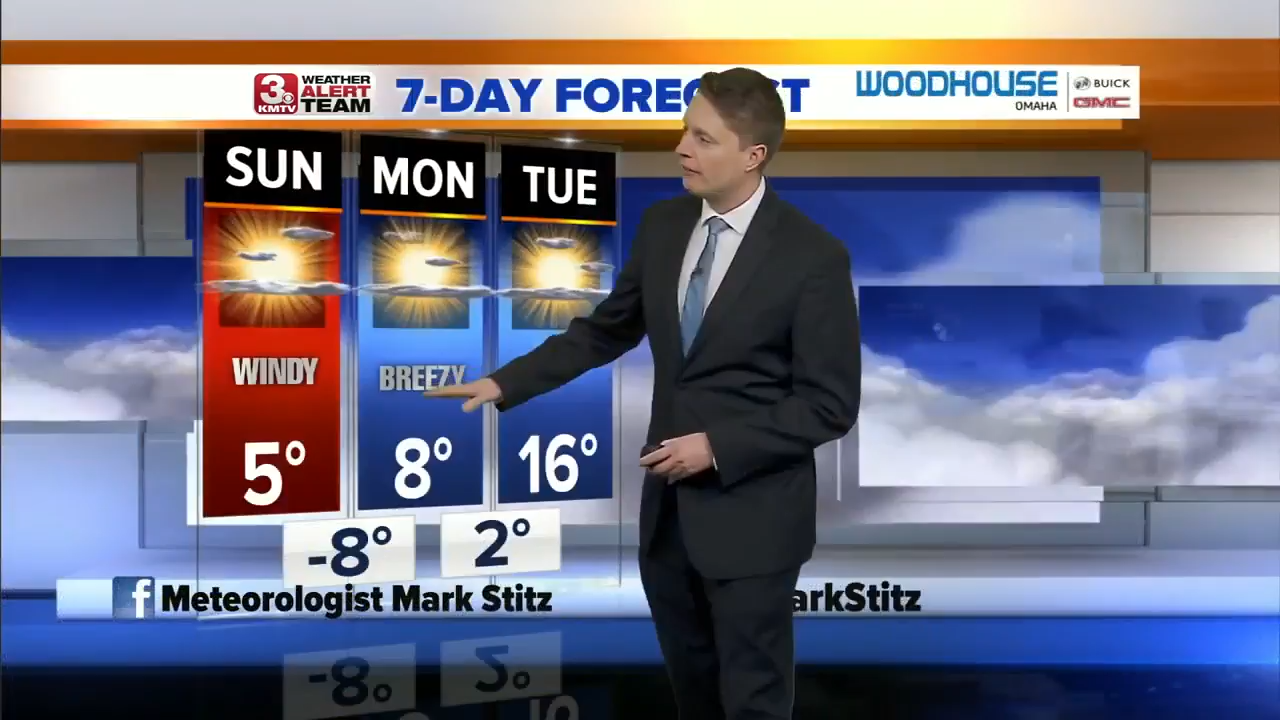 3
KMTV
WEATHER
ALERT
TEAM
7-DAY FORECAST
WOODHOUSE
OMAHA
BUICK
GMC
SUN
MON
TUE
WINDY
BREEZY
5°
8°
16°
-8°
2°
f Meteorologist Mark Stitz
arkStitz